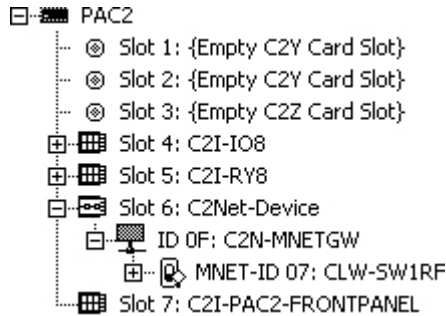 PAC2
Slot 1: {Empty C2Y Card Slot}
Slot 2: {Empty C2Y Card Slot}
Slot 3: {Empty C2Z Card Slot}
Slot 4: C2I-IO8
Slot 5: C2I-RY8
Slot 6: C2Net-Device
ID 0F: C2N-MNETGW
MNET-ID 07: CLW-SW1RF
Slot 7: C2I-PAC2-FRONTPANEL